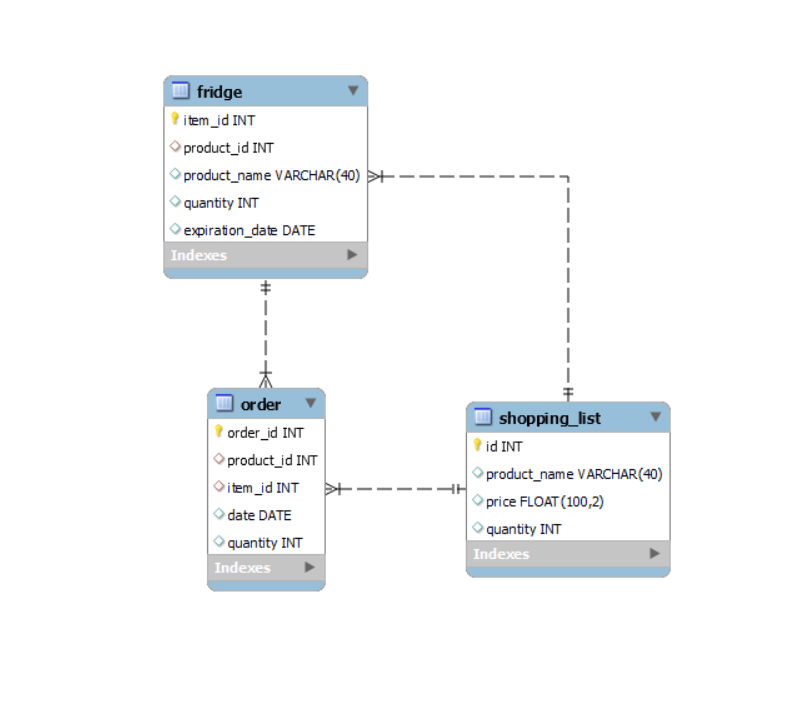 fridge
item_id INT
product_id INT
product_name VARCHAR(40)
quantity INT
expiration_date DATE
Indexes
order
order_id INT
product_id INT
item_id INT
date DATE
quantity INT
Indexes
shopping_list
id INT
product_name VARCHAR(40)
price FLOAT(100,2)
quantity INT
Indexes